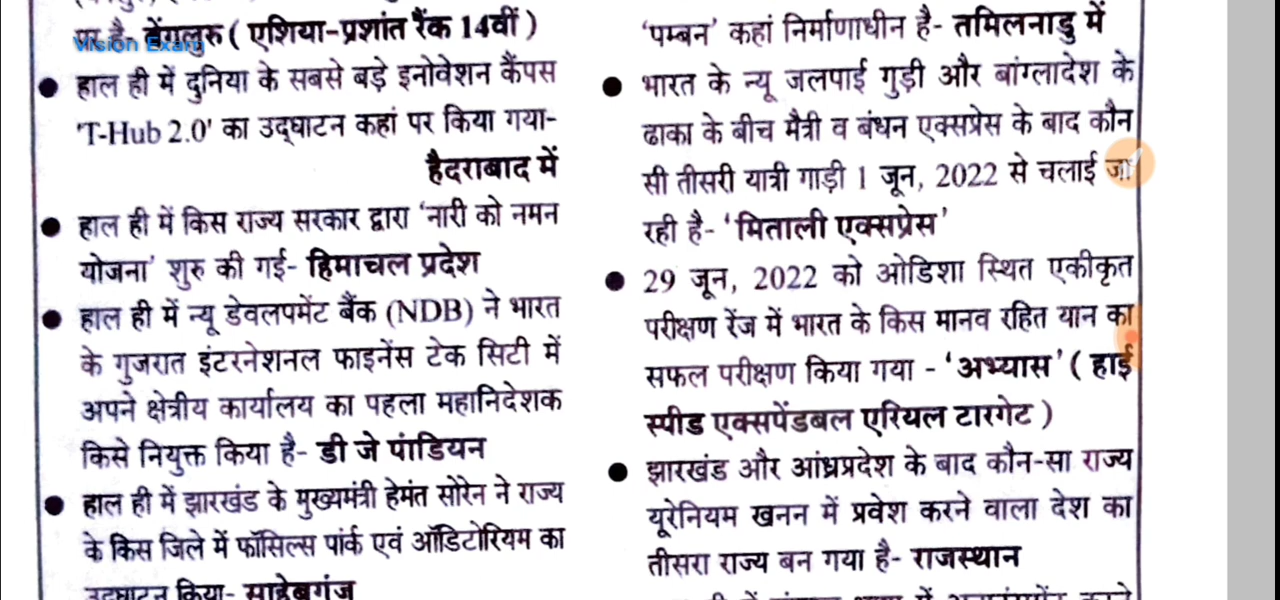 पर है- बेंगलुरु ( एशिया-प्रशांत रैंक 14वीं )
Vision Exam
● हाल ही में दुनिया के सबसे बड़े इनोवेशन कैंपस
'T-Hub 2.0' का उद्घाटन कहां पर किया गया-
हैदराबाद में
● हाल ही में किस राज्य सरकार द्वारा 'नारी को नमन
योजना' शुरु की गई- हिमाचल प्रदेश
● हाल ही में न्यू डेवलपमेंट बैंक (NDB) ने भारत
के गुजरात इंटरनेशनल फाइनेंस टेक सिटी में
अपने क्षेत्रीय कार्यालय का पहला महानिदेशक
किसे नियुक्त किया है- डी जे पांडियन
● हाल ही में झारखंड के मुख्यमंत्री हेमंत सोरेन ने राज्य
के किस जिले में फॉसिल्स पार्क एवं ऑडिटोरियम का
उद्घाटन किया- साहेबगंज
'पम्बन' कहां निर्माणाधीन है- तमिलनाडु में
● भारत के न्यू जलपाई गुड़ी और बांग्लादेश के
ढाका के बीच मैत्री व बंधन एक्सप्रेस के बाद कौन
सी तीसरी यात्री गाड़ी 1 जून, 2022 से चलाई जा
रही है- 'मिताली एक्सप्रेस'
● 29 जून, 2022 को ओडिशा स्थित एकीकृत
परीक्षण रेंज में भारत के किस मानव रहित यान का
सफल परीक्षण किया गया - 'अभ्यास' ( हाई
स्पीड एक्सपेंडबल एरियल टारगेट )
● झारखंड और आंध्रप्रदेश के बाद कौन-सा राज्य
यूरेनियम खनन में प्रवेश करने वाला देश का
तीसरा राज्य बन गया है- राजस्थान